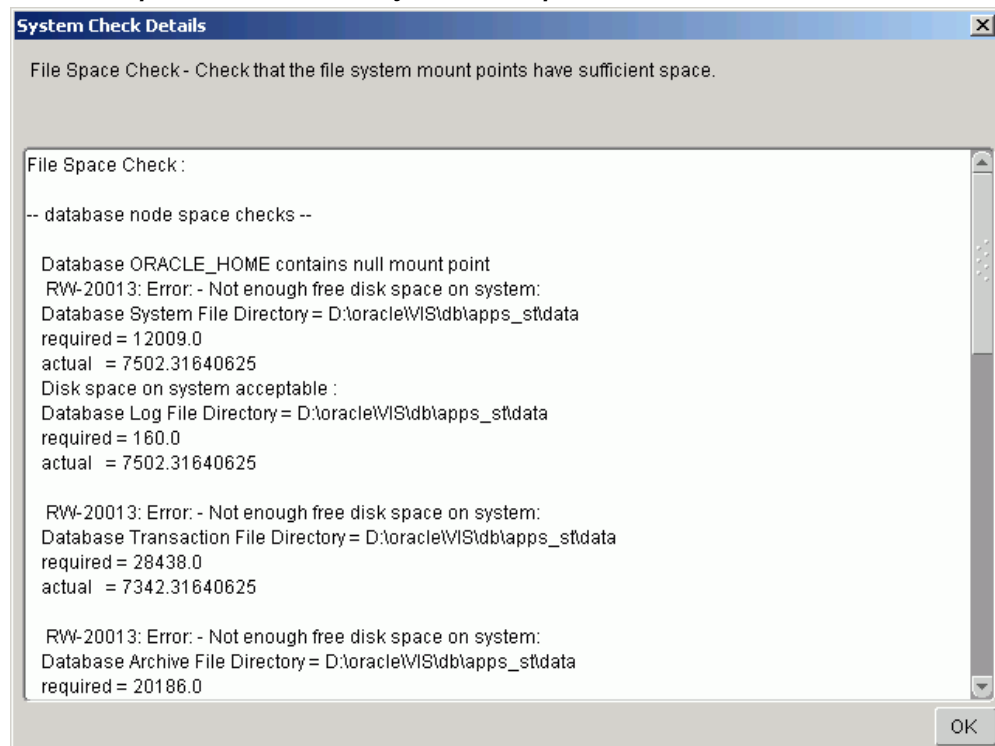 System Check Details
File Space Check - Check that the file system mount points have sufficient space.
File Space Check :
-- database node space checks --
Database ORACLE_HOME contains null mount point
RW-20013: Error: - Not enough free disk space on system:
Database System File Directory = D:\oracle\VIS\db\apps_st\data
required = 12009.0
actual = 7502.31640625
Disk space on system acceptable :
Database Log File Directory = D:\oracle\VIS\db\apps_st\data
required = 160.0
actual = 7502.31640625
RW-20013: Error: - Not enough free disk space on system:
Database Transaction File Directory = D:\oracle\VIS\db\apps_st\data
required = 28438.0
actual = 7342.31640625
RW-20013: Error: - Not enough free disk space on system:
Database Archive File Directory = D:\oracle\VIS\db\apps_st\data
required = 20186.0
OK